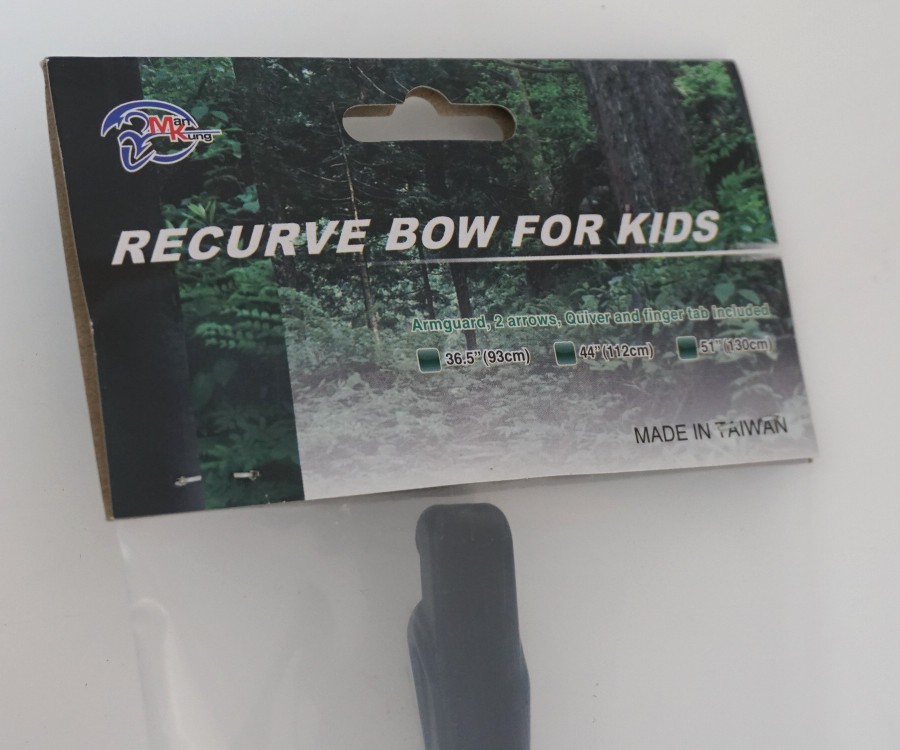 Man
Kung
RECURVE BOW FOR KIDS
Armguard, 2 arrows, Quiver and finger tab included
36.5"(93cm) 44"(112cm) 51"(130cm)
MADE IN TAIWAN